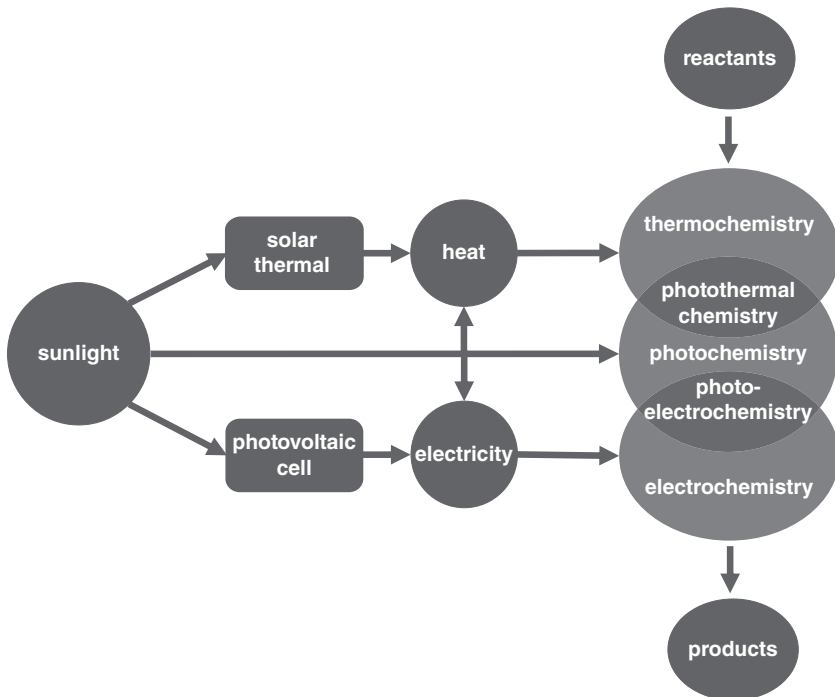 reactants
thermochemistry
solar
thermal
heat
photothermal
chemistry
sunlight
photochemistry
photo-
electrochemistry
photovoltaic
cell
electricity
electrochemistry
products